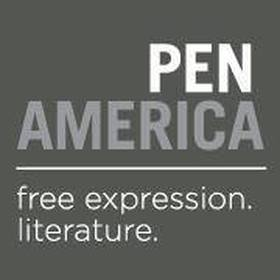 PEN
AMERICA
free expression.
literature.